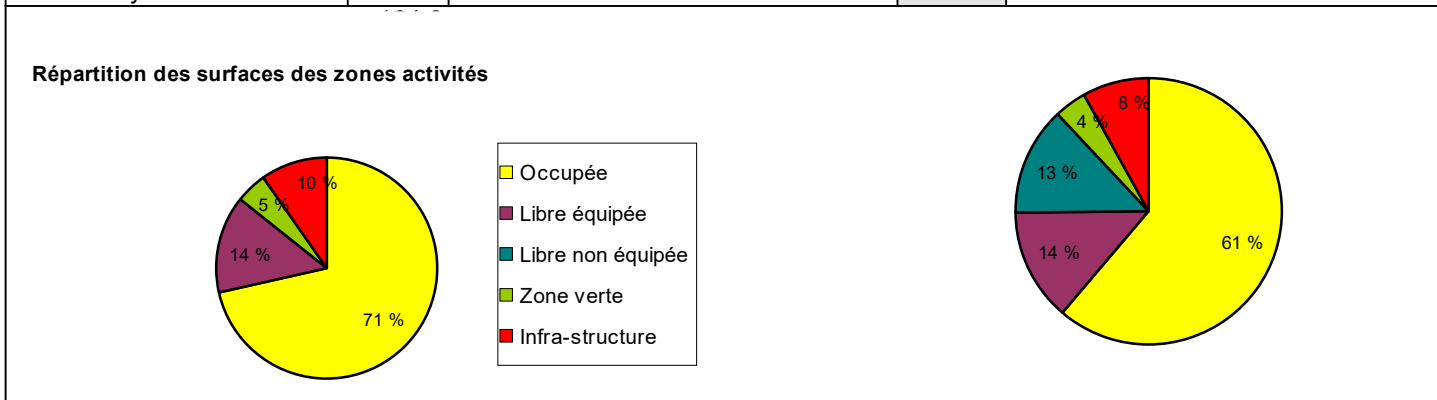 Répartition des surfaces des zones activités
10 %
5 %
14 %
71 %
Occupée
Libre équipée
Libre non équipée
Zone verte
Infra-structure
8 %
4 %
13 %
14 %
61 %